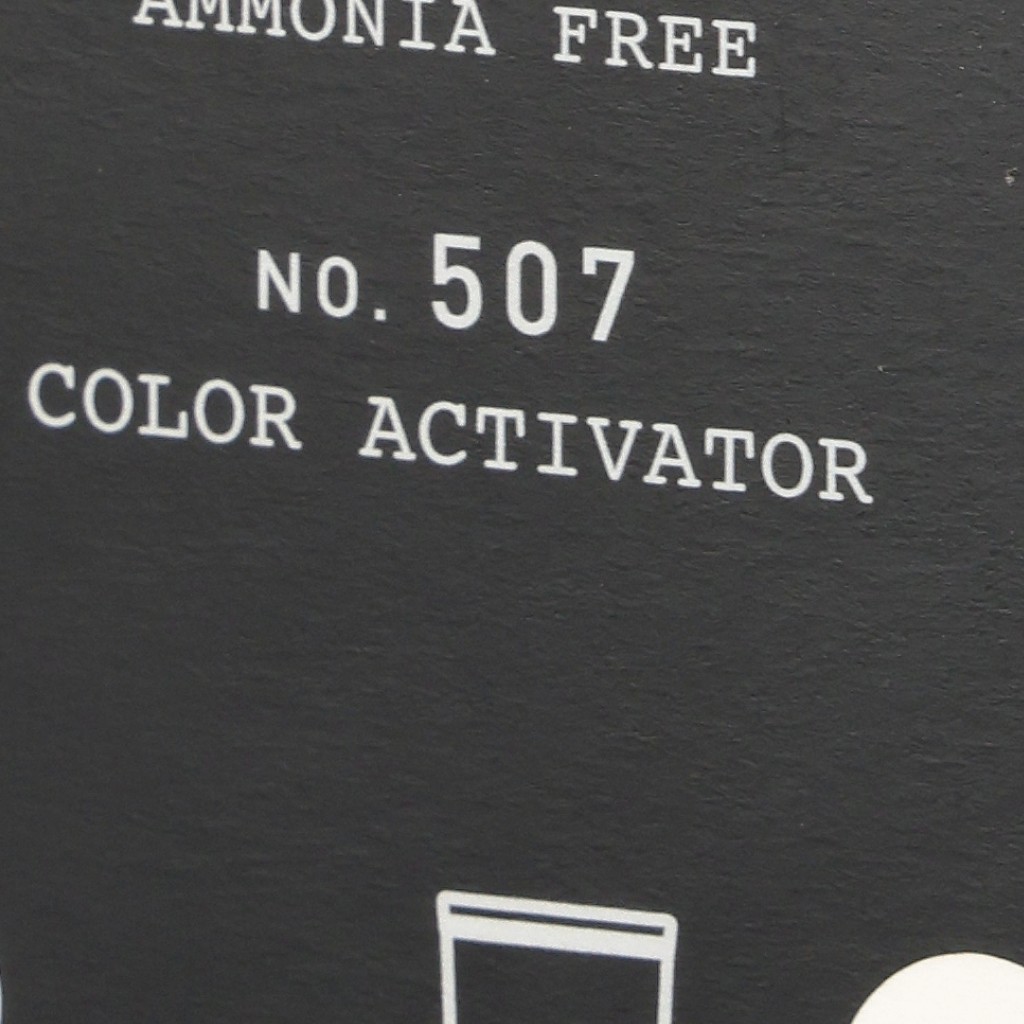 AMMONIA FREE
NO. 507
COLOR ACTIVATOR